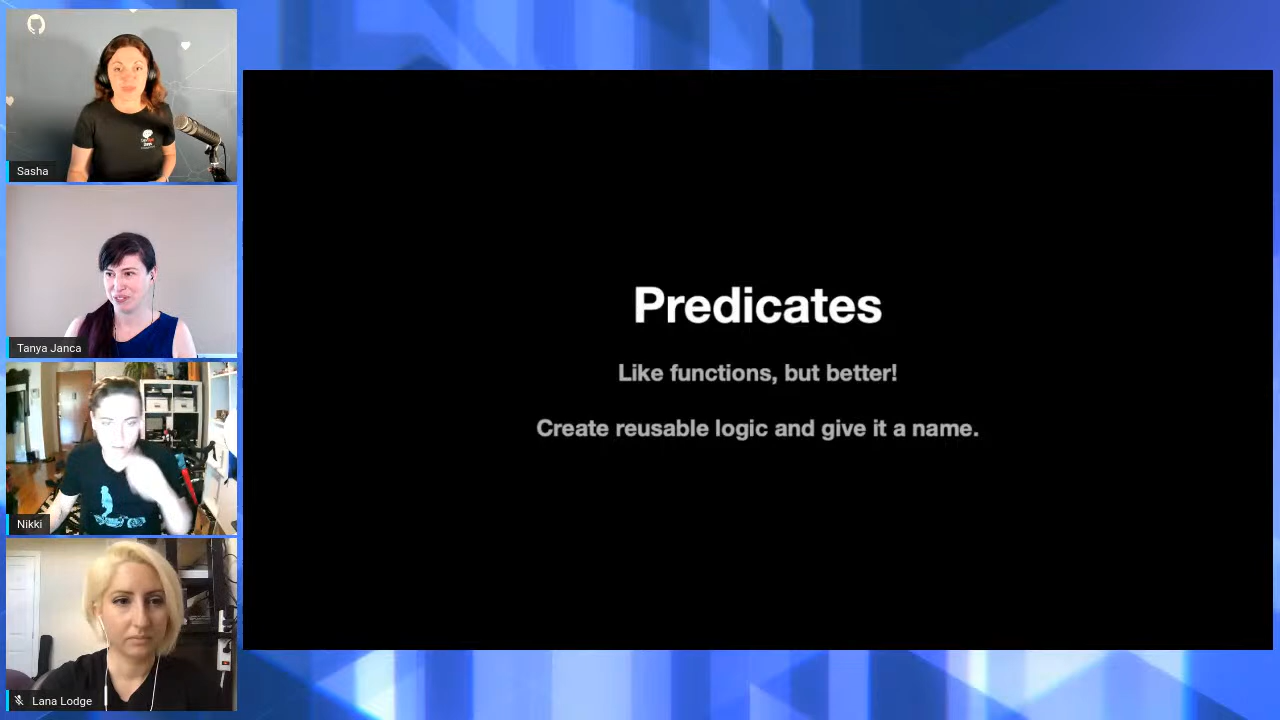 Sasha
Tanya Janca
Nikki
Lana Lodge
Predicates
Like functions, but better!
Create reusable logic and give it a name.